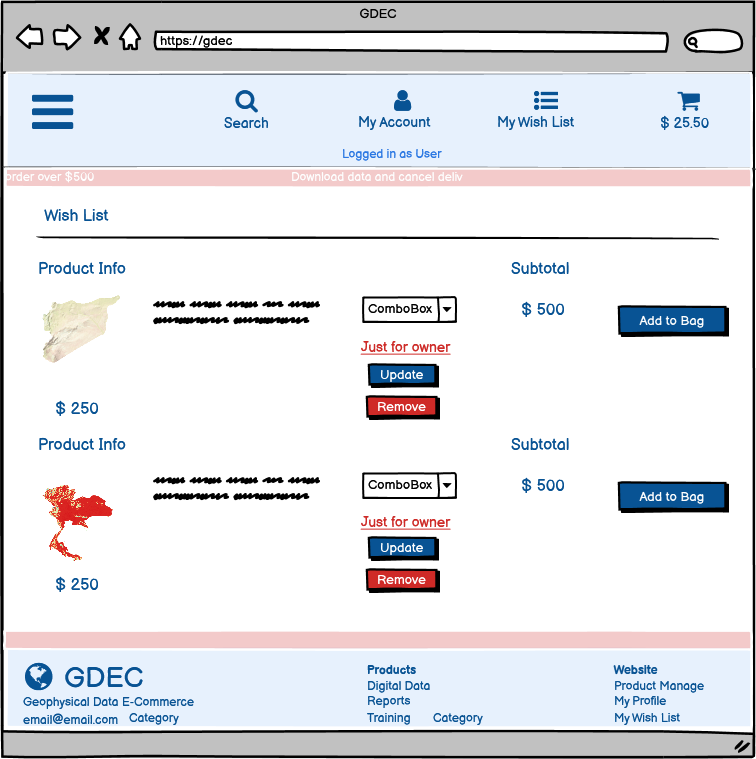 GDEC
https://gdec
Search
My Account
My Wish List
$ 25.50
Logged in as User
order over $500 Download data and cancel deliv
Wish List
Product Info
Subtotal
ComboBox
$ 500
Add to Bag
Just for owner
Update
$ 250
Remove
Product Info
Subtotal
ComboBox
$ 500
Add to Bag
Just for owner
Update
$ 250
Remove
GDEC
Geophysical Data E-Commerce
email@email.com Category
Products
Digital Data
Reports
Training Category
Website
Product Manage
My Profile
My Wish List